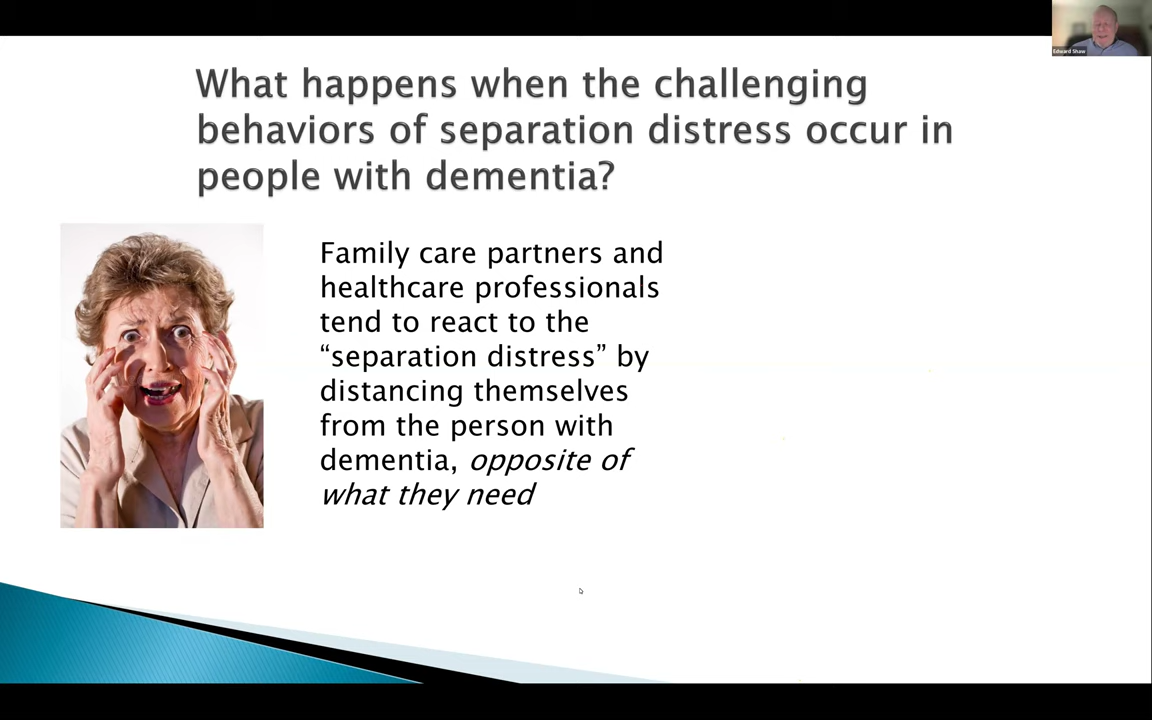 Edward Shaw
What happens when the challenging
behaviors of separation distress occur in
people with dementia?
Family care partners and
healthcare professionals
tend to react to the
“separation distress” by
distancing themselves
from the person with
dementia, opposite of
what they need